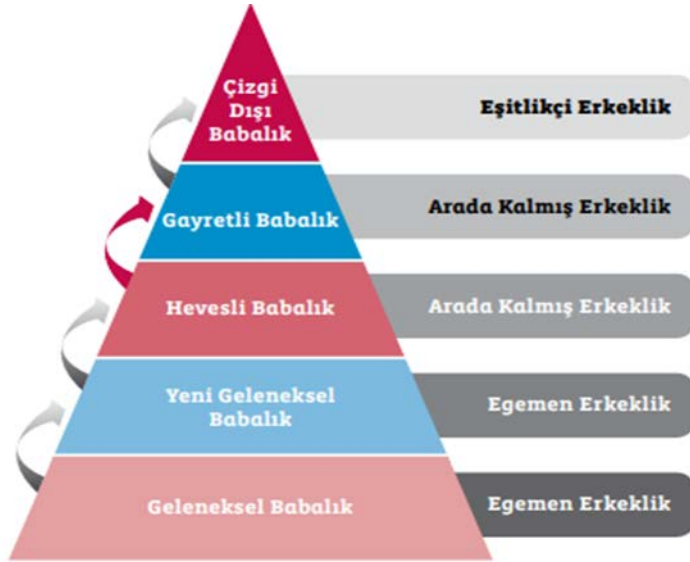 Çizgi
Dışı
Babalık
Eşitlikçi Erkeklik
Gayretli Babalık
Arada Kalmış Erkeklik
Hevesli Babalık
Arada Kalmış Erkeklik
Yeni Geleneksel
Babalık
Egemen Erkeklik
Geleneksel Babalık
Egemen Erkeklik